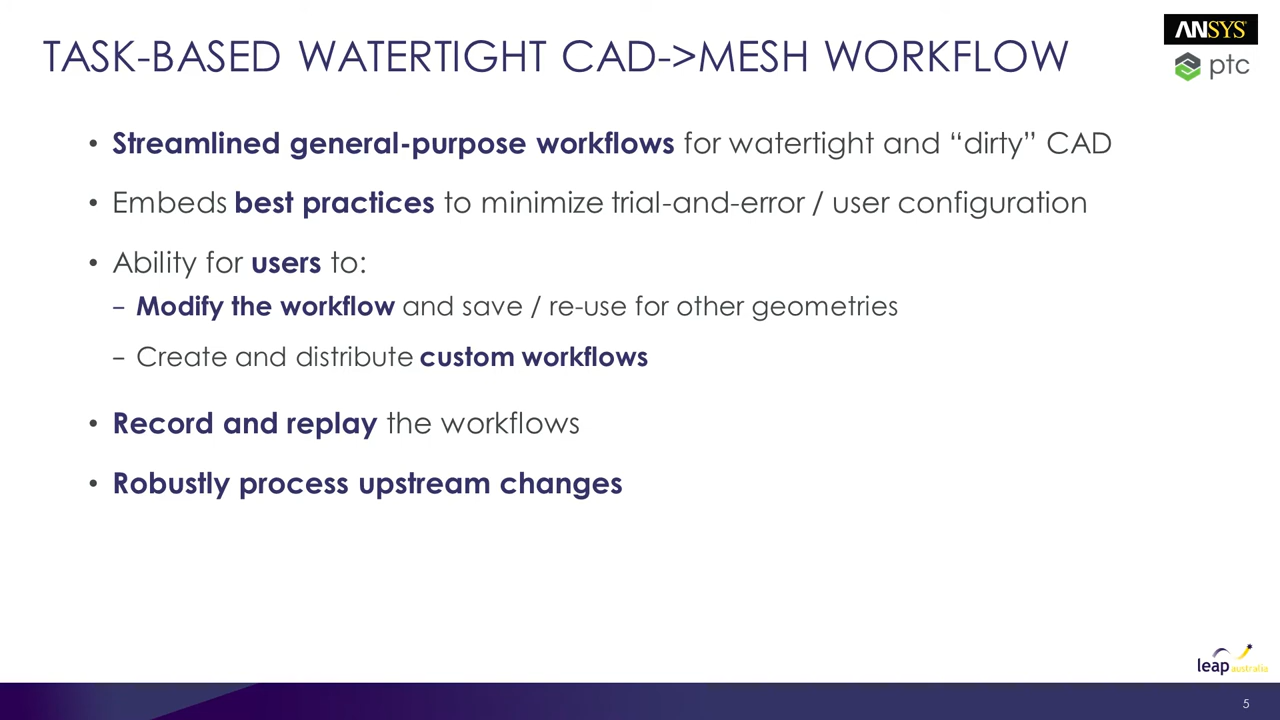 TASK-BASED WATERTIGHT CAD->MESH WORKFLOW
ANSYS
ptc
• Streamlined general-purpose workflows for watertight and “dirty” CAD
• Embeds best practices to minimize trial-and-error / user configuration
• Ability for users to:
– Modify the workflow and save / re-use for other geometries
– Create and distribute custom workflows
• Record and replay the workflows
• Robustly process upstream changes
leap australia
5